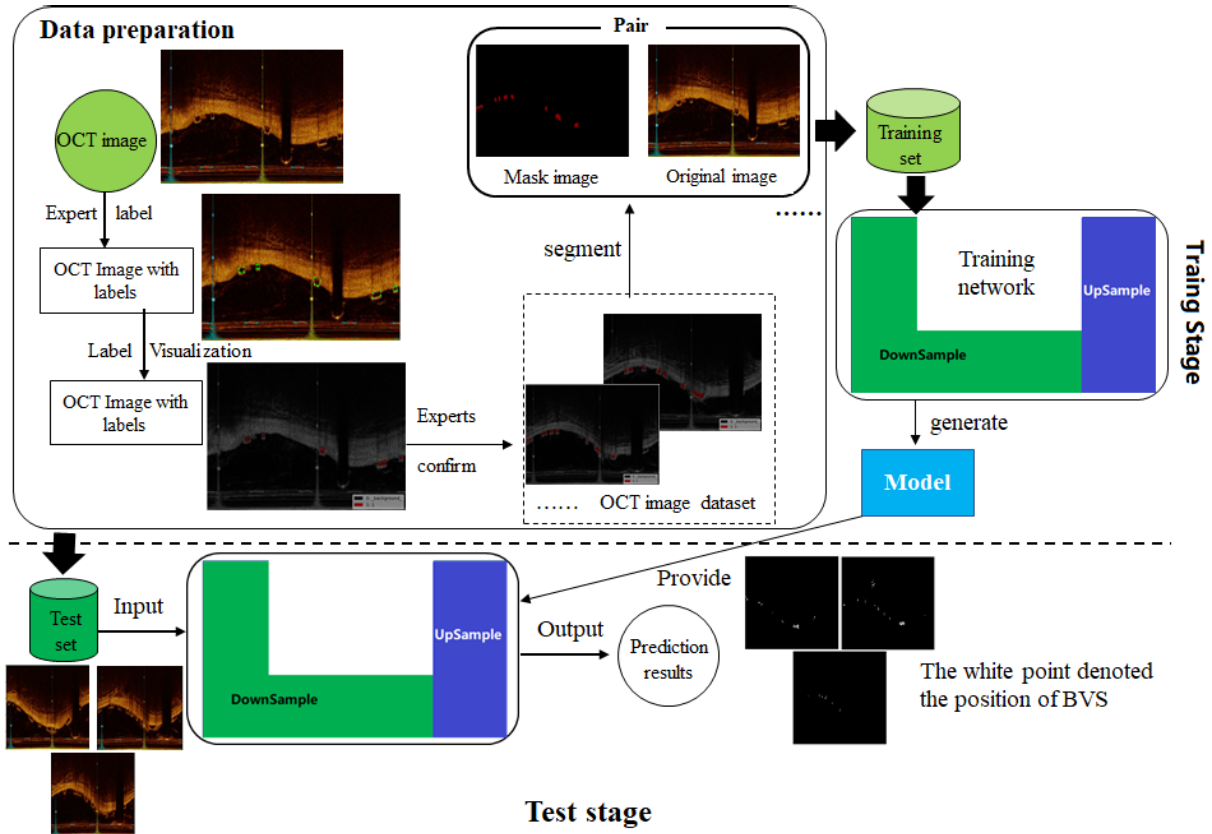 Data preparation
Pair
OCT image
Mask image
Original image
Training
set
Expert label
......
OCT Image with
labels
segment
Training
network
UpSample
DownSample
Traing Stage
Label Visualization
OCT Image with
labels
Experts
confirm
...... OCT image dataset
generate
Model
Provide
Test
set
Input
UpSample
DownSample
Output
Prediction
results
The white point denoted
the position of BVS
Test stage